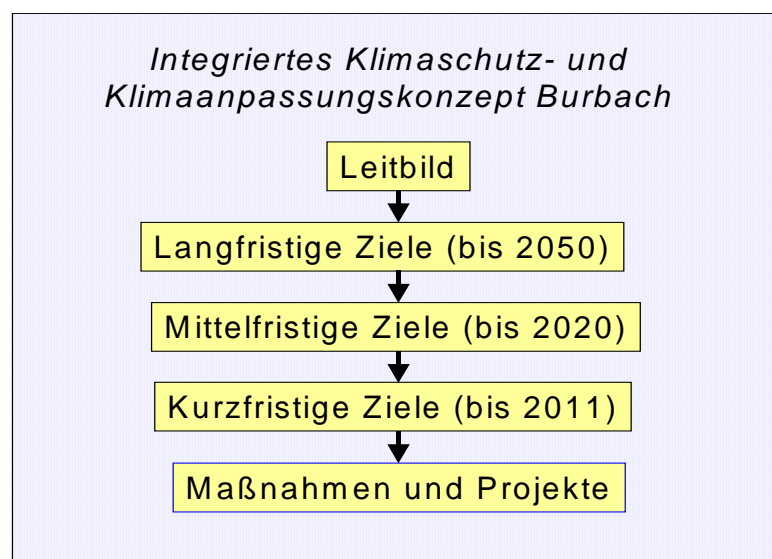 Integriertes Klimaschutz- und
Klimaanpassungskonzept Burbach
Leitbild
Langfristige Ziele (bis 2050)
Mittelfristige Ziele (bis 2020)
Kurzfristige Ziele (bis 2011)
Maßnahmen und Projekte